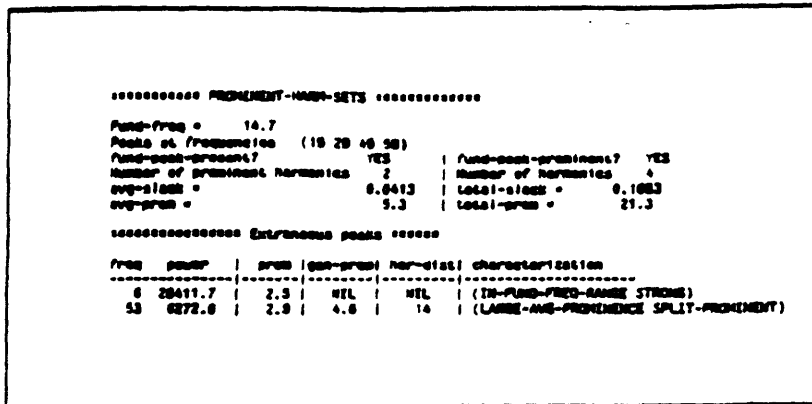 *********** PROMINENT-HARM-SETS *************
Fund-freq = 14.7
Peaks at frequencies (15 29 46 58)
fund-peak-present? YES | fund-peak-prominent? YES
Number of prominent harmonics 2 | Number of harmonics 4
avg-slack = 0.0413 | total-slack =
avg-prom = 5.3 | total-prom = 21.3
**************** Extraneous peaks ******
freq power | prom |gen-prom| har-dist| characterization
6 20411.7 | 2.5 | NIL | NIL | (IN-FUND-FREQ-RANGE STRONG)
53 6272.6 | 2.9 | 4.6 | 14 | (LARGE-AVG-PROMINENCE SPLIT-PROMINENT)